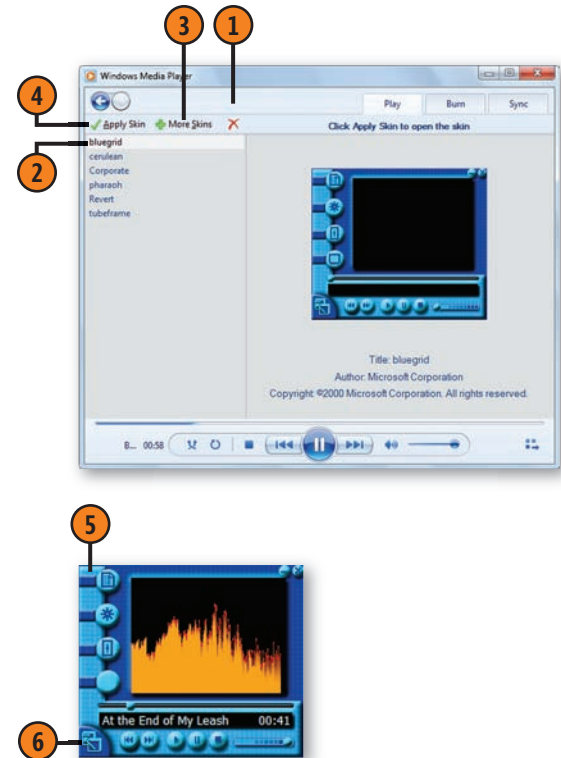 3 1
Windows Media Player
4
Play Burn Sync
Apply Skin More Skins Click Apply Skin to open the skin
2
bluegrid
cerulean
Corporate
pharaoh
Revert
tubeframe
Title: bluegrid
Author: Microsoft Corporation
Copyright: ©2000 Microsoft Corporation. All rights reserved.
B... 00:58
5
At the End of My Leash 00:41
6